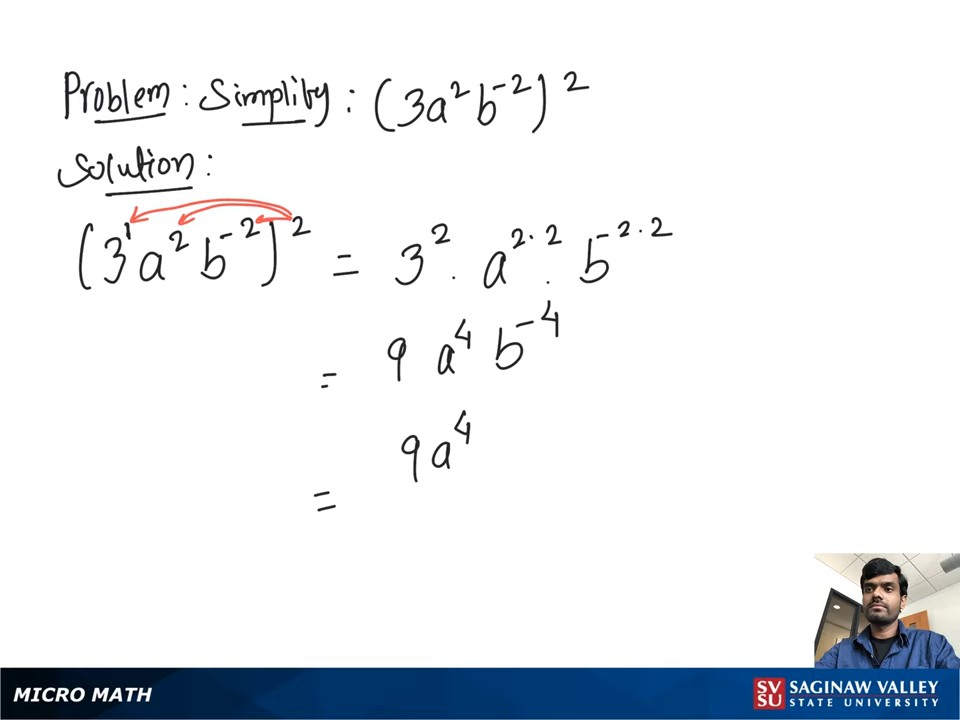 Problem: Simplify: (3a²b⁻²)²
Solution:
(3¹a²b⁻²)² = 3² . a²·² . b⁻²·²
= 9 a⁴ b⁻⁴
= 9a⁴
MICRO MATH
SV SU SAGINAW VALLEY
STATE UNIVERSITY